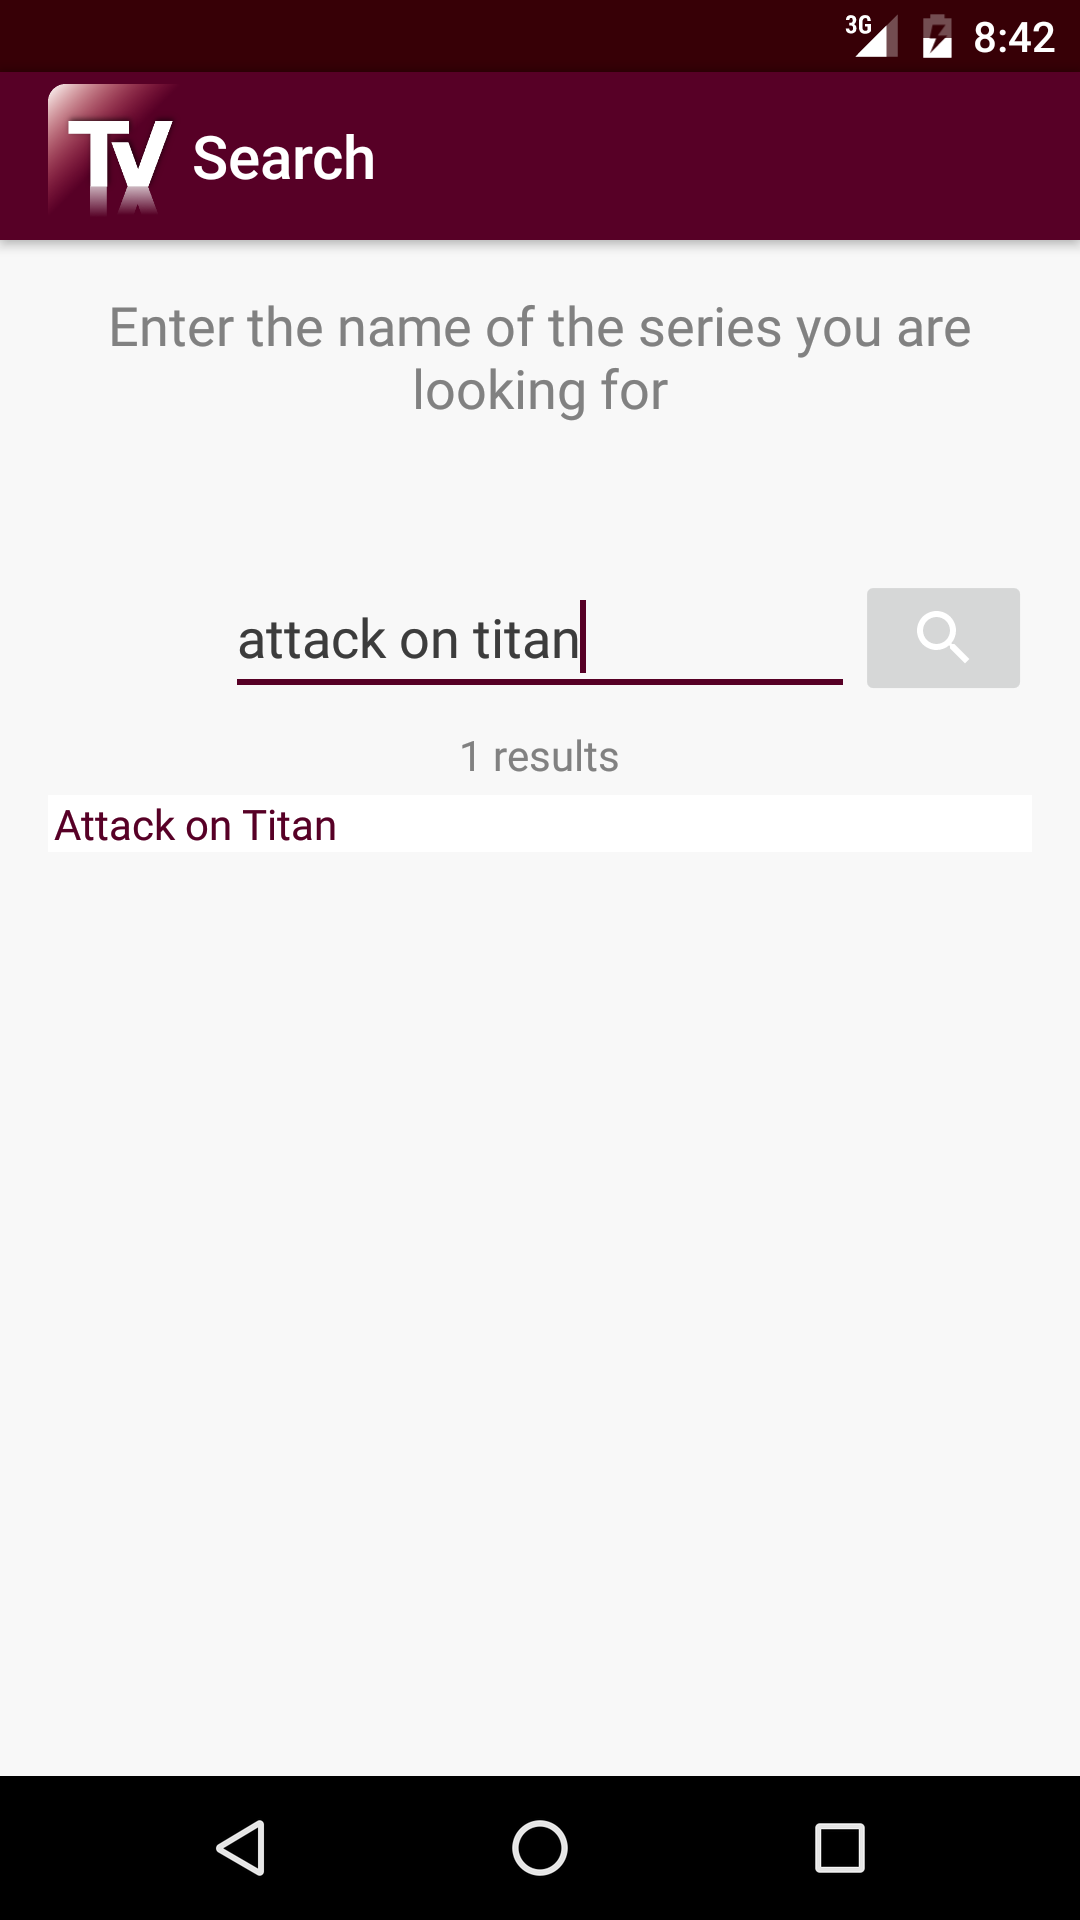 3G 8:42
TV Search
Enter the name of the series you are
looking for
attack on titan
1 results
Attack on Titan